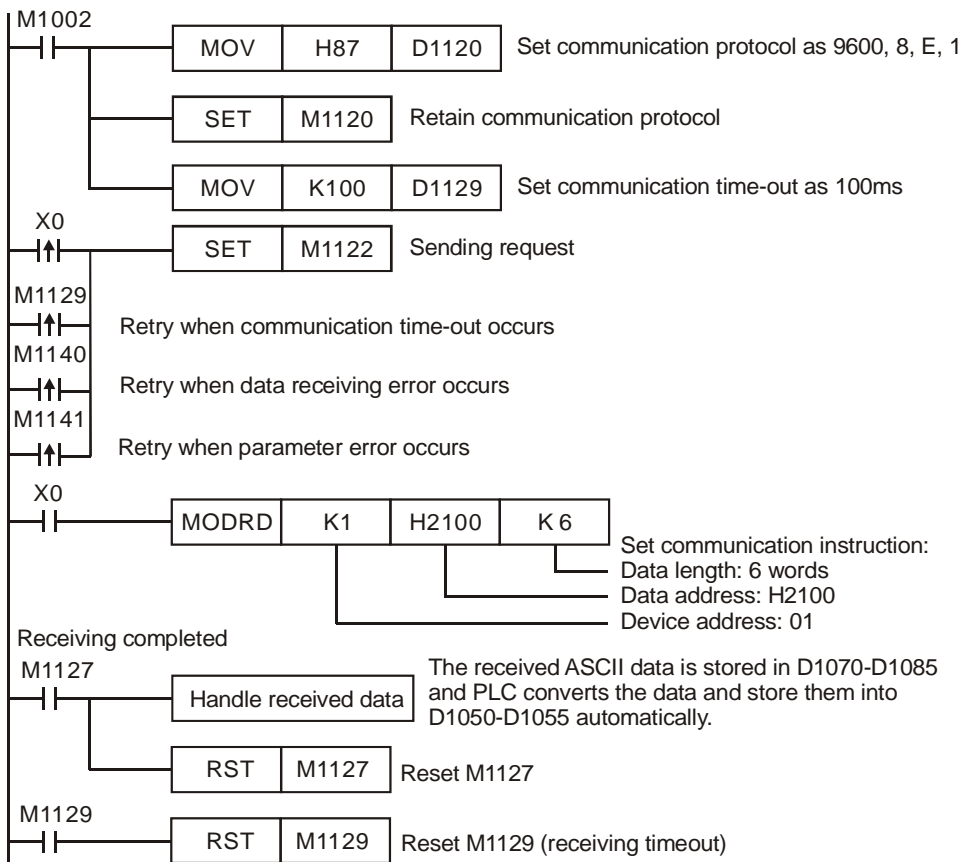 M1002
MOV H87 D1120 Set communication protocol as 9600, 8, E, 1
SET M1120 Retain communication protocol
MOV K100 D1129 Set communication time-out as 100ms
X0
SET M1122 Sending request
M1129
Retry when communication time-out occurs
M1140
Retry when data receiving error occurs
M1141
Retry when parameter error occurs
X0
MODRD K1 H2100 K 6
Set communication instruction:
Data length: 6 words
Data address: H2100
Device address: 01
Receiving completed
M1127
Handle received data
The received ASCII data is stored in D1070-D1085
and PLC converts the data and store them into
D1050-D1055 automatically.
RST M1127 Reset M1127
M1129
RST M1129 Reset M1129 (receiving timeout)